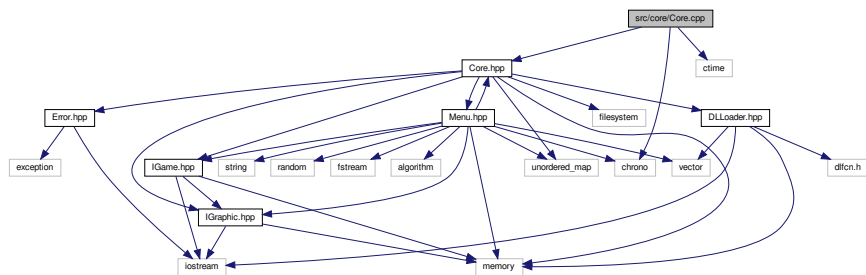 src/core/Core.cpp
Core.hpp
ctime
Error.hpp
Menu.hpp
filesystem
DLLoader.hpp
exception
IGame.hpp
string
random
fstream
algorithm
unordered_map
chrono
vector
dlfcn.h
IGraphic.hpp
iostream
memory